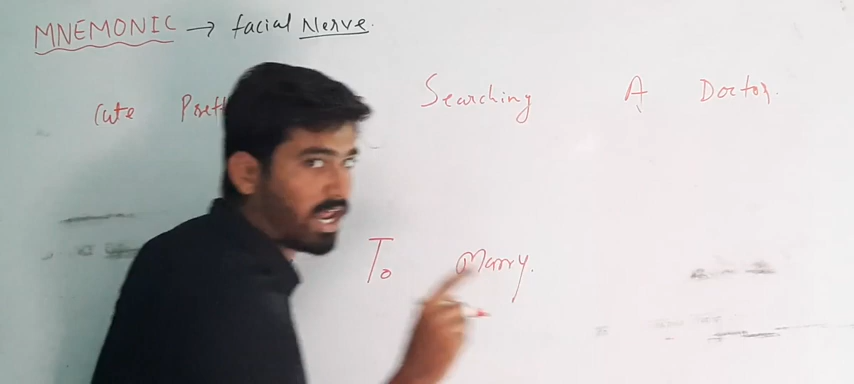 MNEMONIC → facial Nerve.
Cute Searching A Doctor.
To Marry.